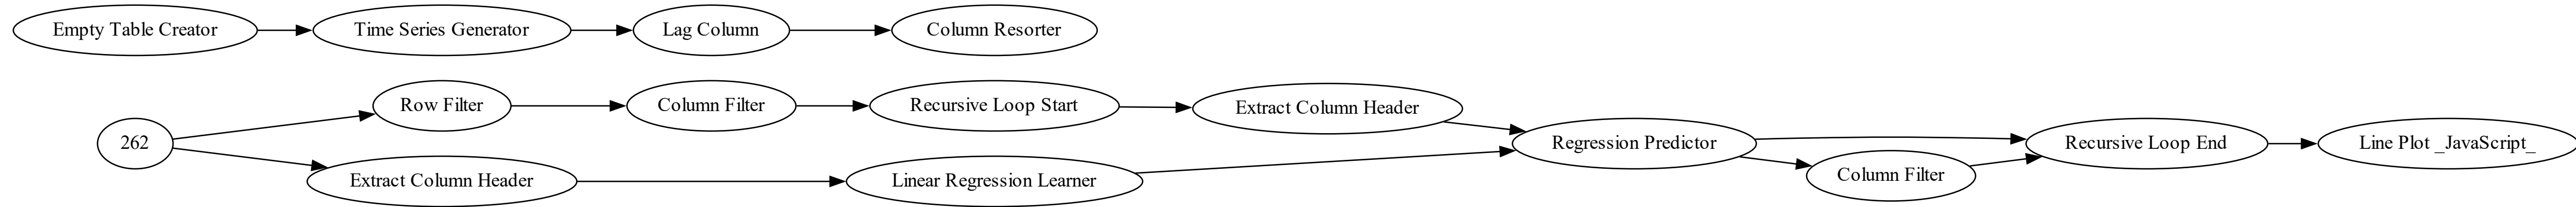 Empty Table Creator
Time Series Generator
Lag Column
Column Resorter
Row Filter
Column Filter
Recursive Loop Start
Extract Column Header
262
Regression Predictor
Recursive Loop End
Line Plot _JavaScript_
Extract Column Header
Linear Regression Learner
Column Filter